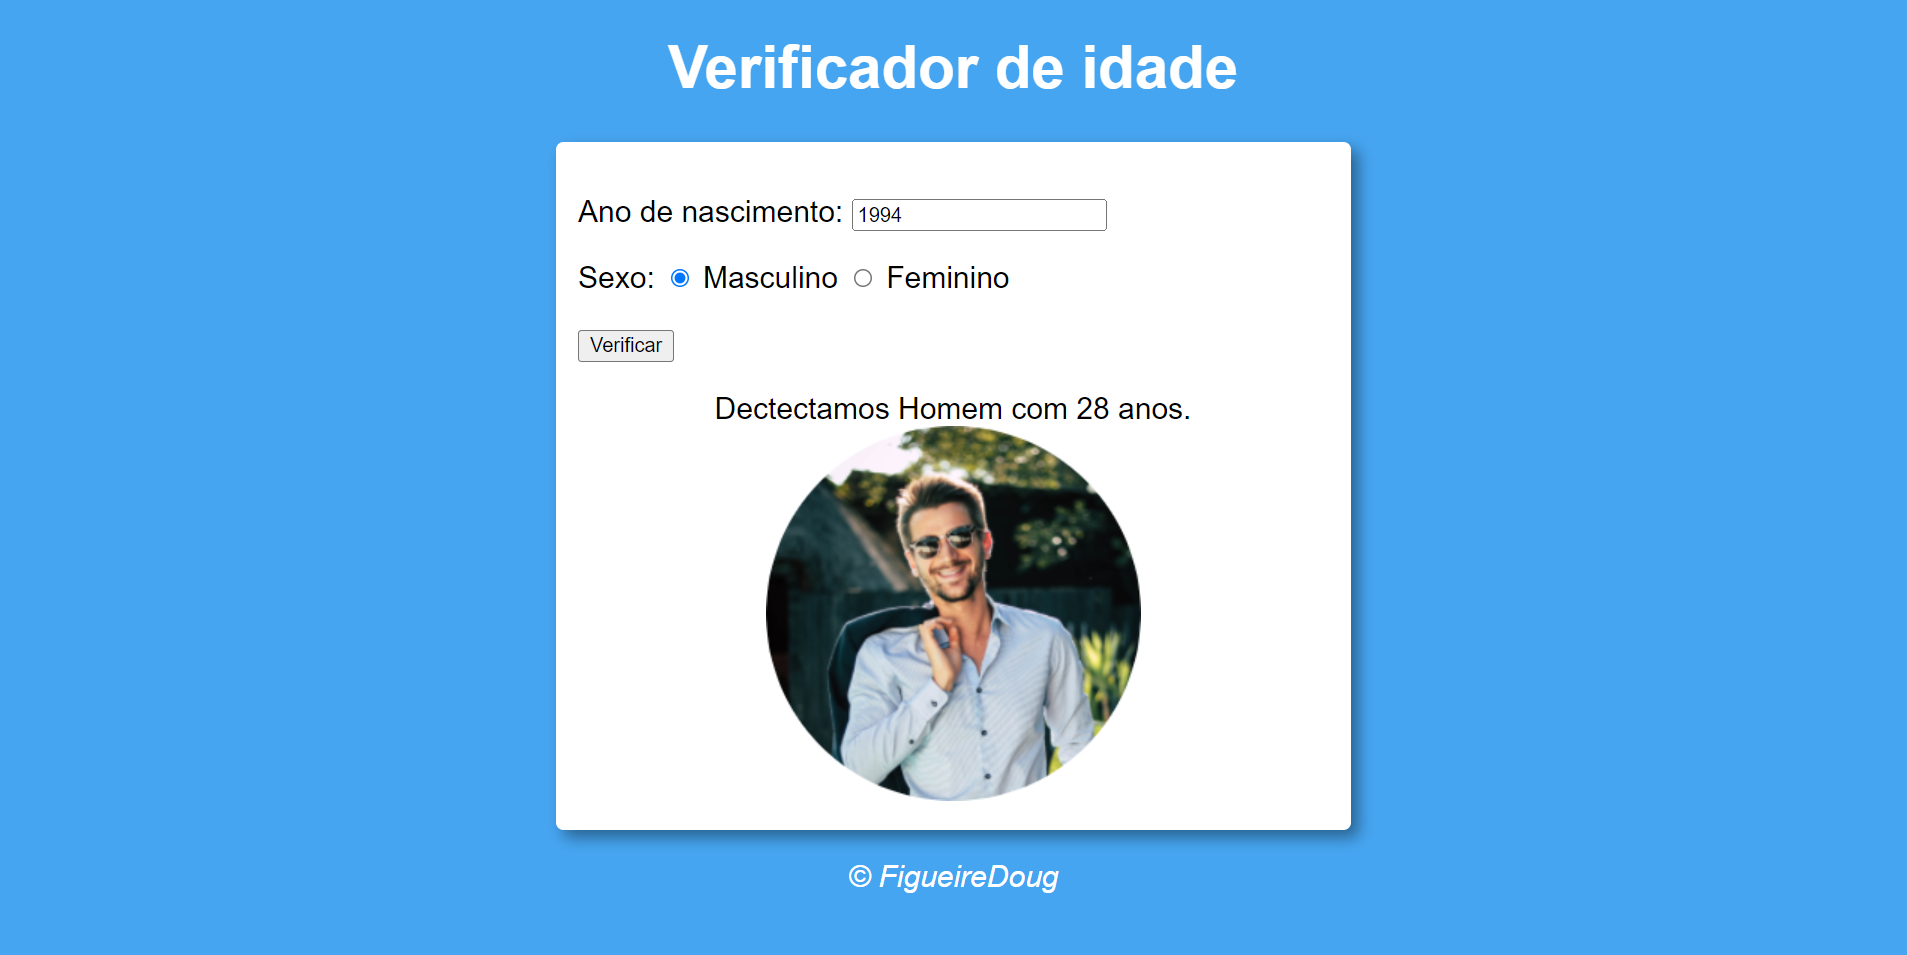 Verificador de idade
Ano de nascimento: 1994
Sexo: Masculino Feminino
Verificar
Dectectamos Homem com 28 anos.
© FigueireDoug